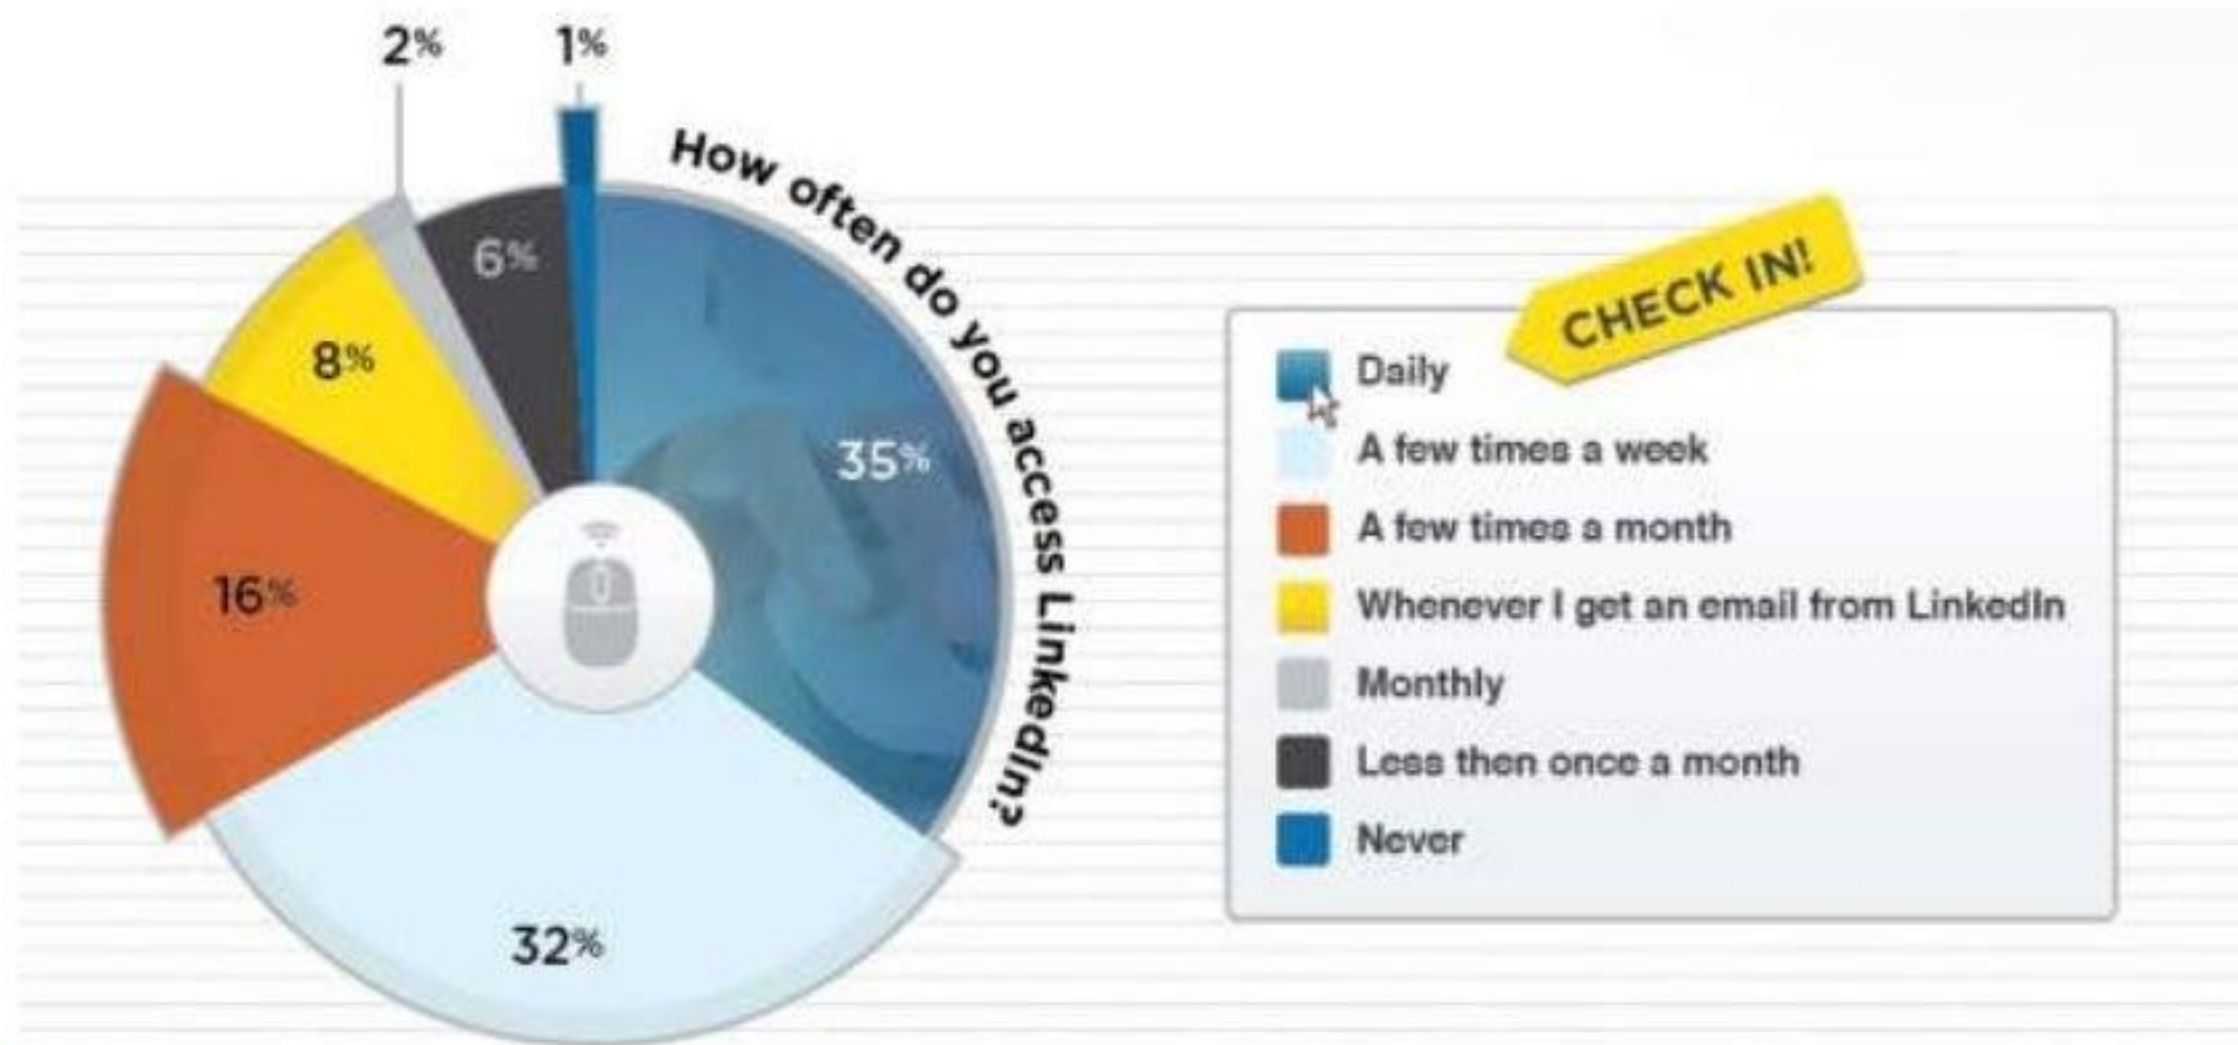 2%
1%
How often do you access LinkedIn?
6%
8%
35%
16%
32%
CHECK IN!
Daily
A few times a week
A few times a month
Whenever I get an email from LinkedIn
Monthly
Less then once a month
Never